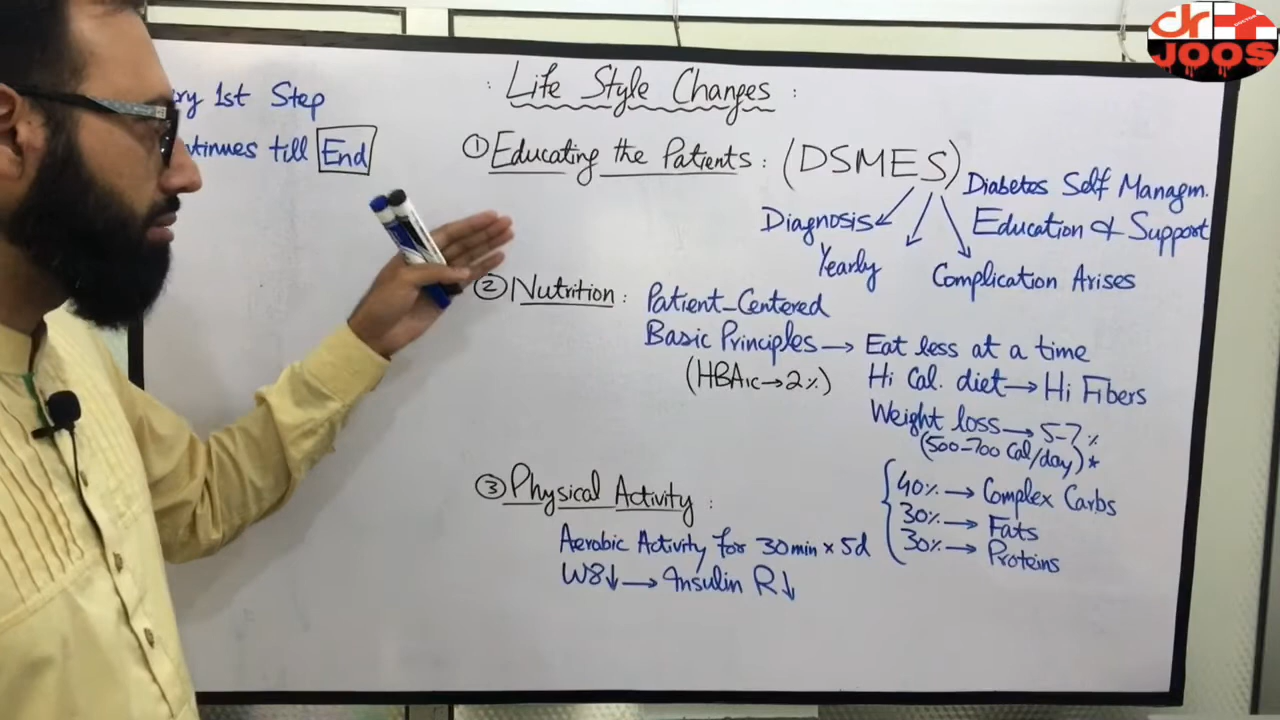 dr
JOOS
: Life Style Changes :
ry 1st Step
ntinues till End
① Educating the Patients : (DSMES)
Diabetes Self Managm.
Education & Support
Diagnosis
Yearly
Complication Arises
② Nutrition : Patient-Centered
Basic Principles → Eat less at a time
(HBA1c → 2%)
Hi Cal. diet → Hi Fibers
Weight loss → 5-7%
(500-700 Cal/day)*
40% → Complex Carbs
30% → Fats
30% → Proteins
③ Physical Activity :
Aerobic Activity for 30min × 5d
W8↓ → Insulin R↓